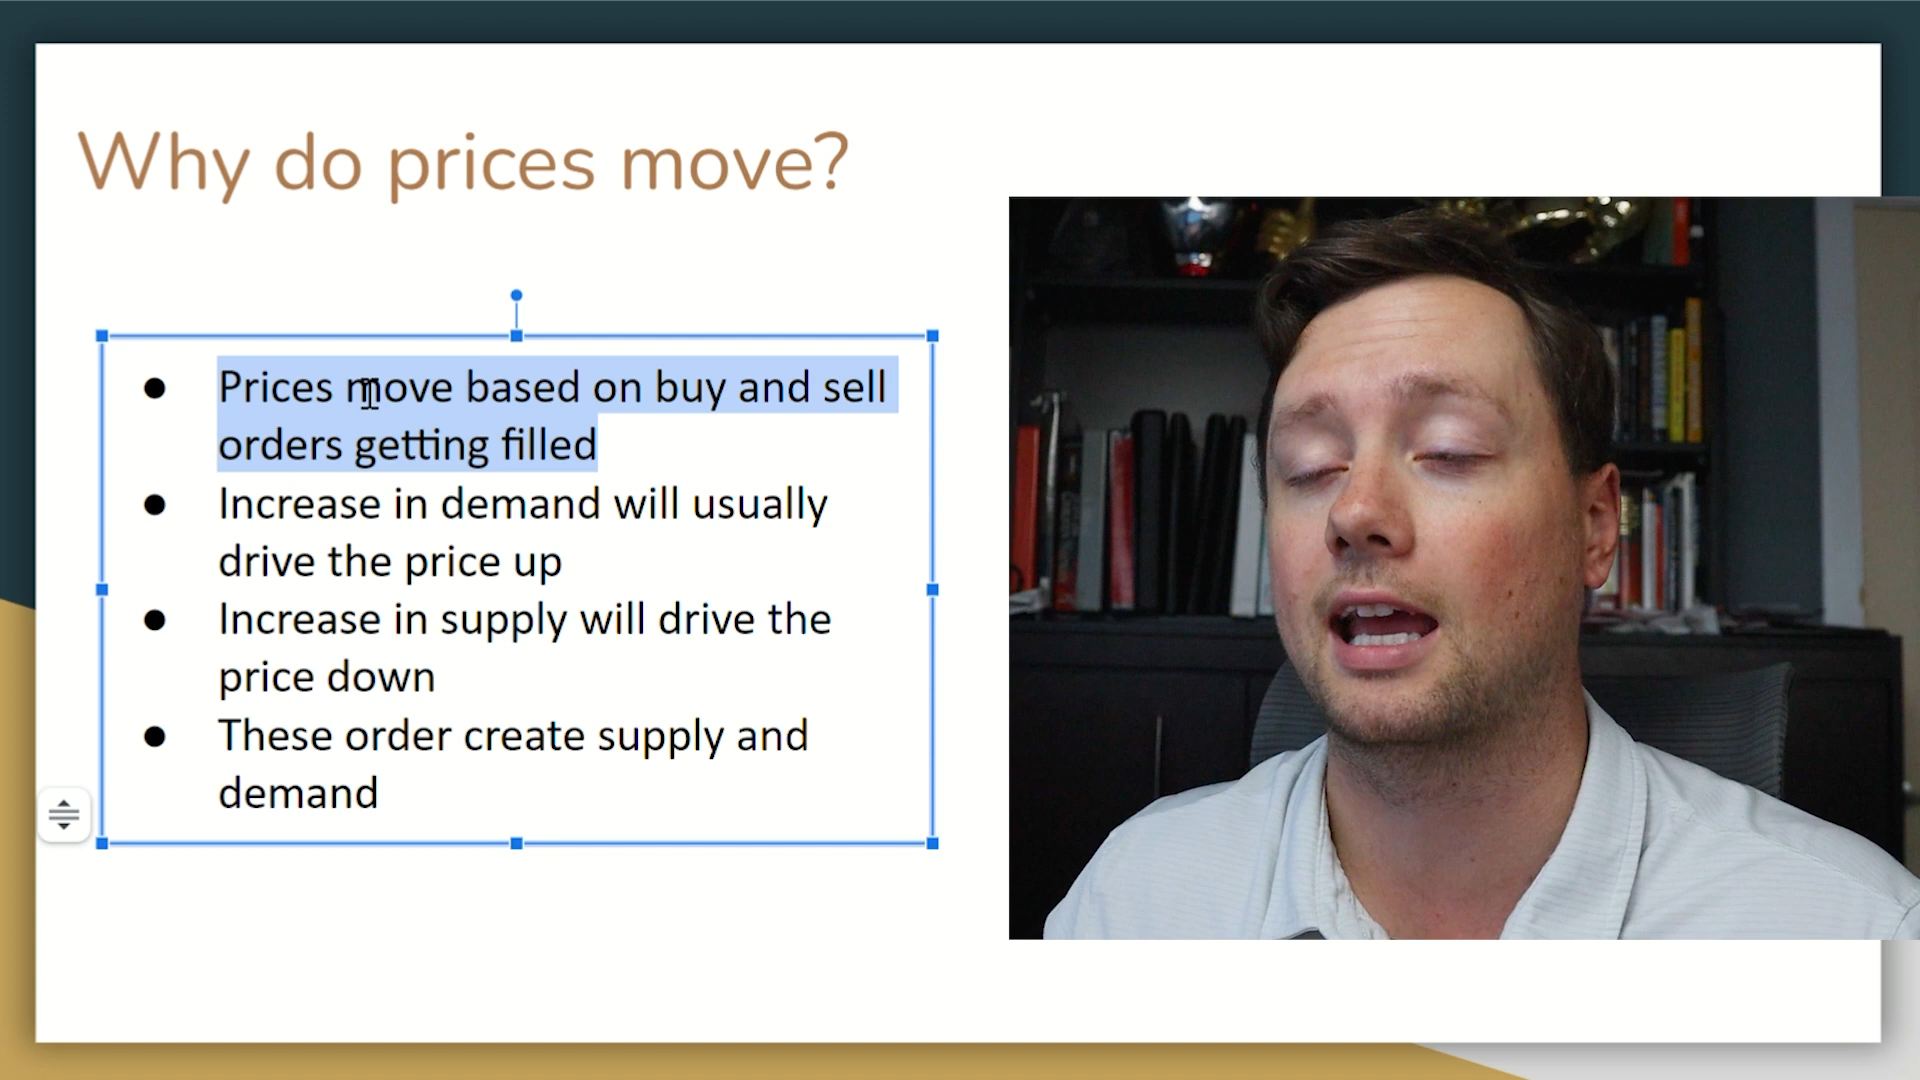 Why do prices move?
● Prices move based on buy and sell
orders getting filled
● Increase in demand will usually
drive the price up
● Increase in supply will drive the
price down
● These order create supply and
demand